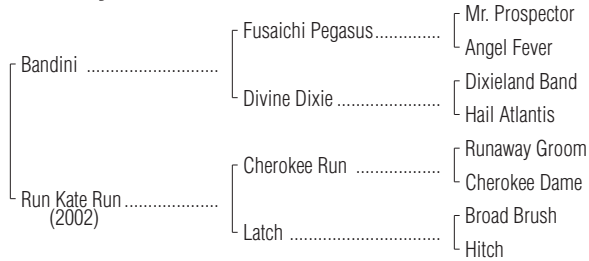 Mr. Prospector
Fusaichi Pegasus..............
Angel Fever
Bandini ............................
Dixieland Band
Divine Dixie ......................
Hail Atlantis
Runaway Groom
Cherokee Run ..................
Cherokee Dame
Run Kate Run....................
(2002)
Broad Brush
Latch ................................
Hitch